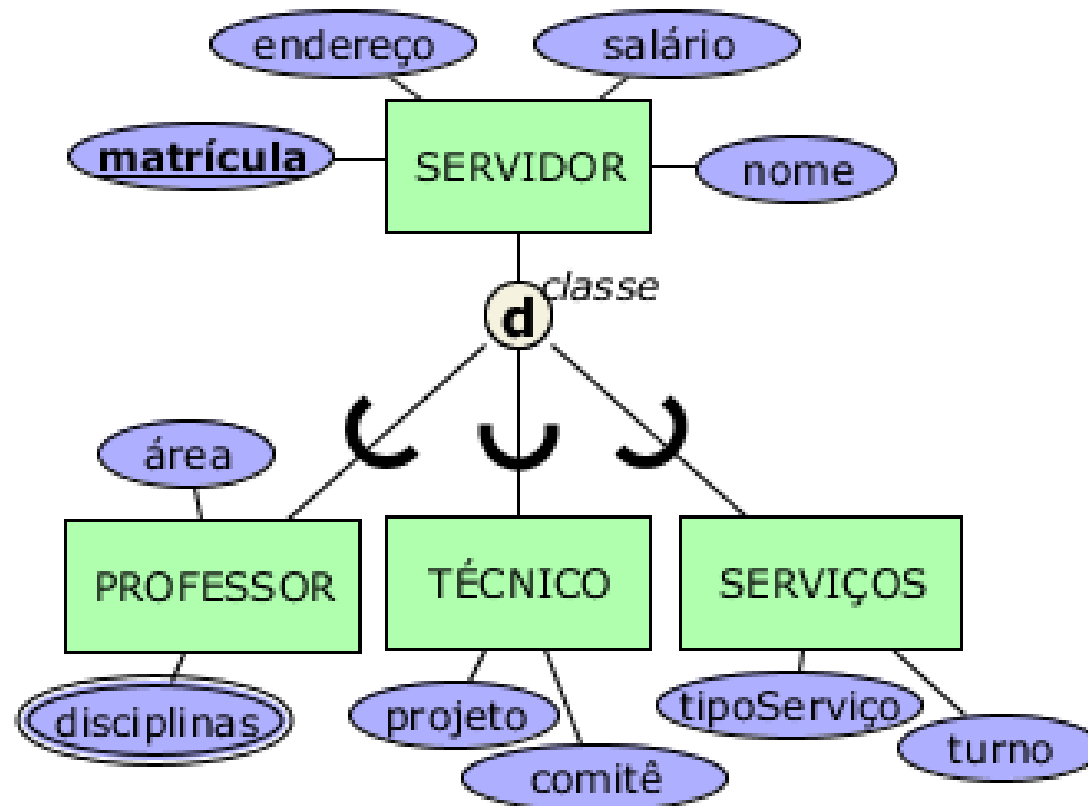 endereço
salário
matrícula
SERVIDOR
nome
classe
d
área
PROFESSOR
TÉCNICO
SERVIÇOS
disciplinas
projeto
tipoServiço
comitê
turno